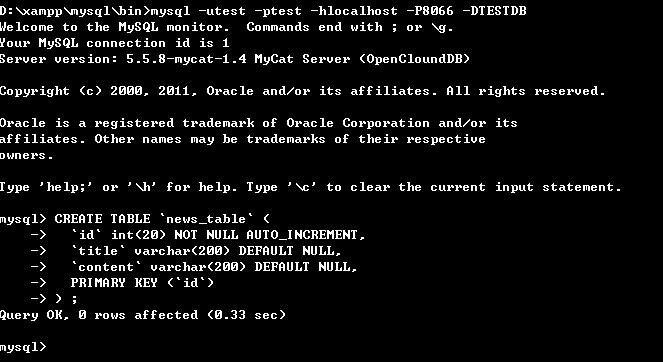 D:\xampp\mysql\bin>mysql -utest -ptest -hlocalhost -P8066 -DTESTDB
Welcome to the MySQL monitor.  Commands end with ; or \g.
Your MySQL connection id is 1
Server version: 5.5.8-mycat-1.4 MyCat Server (OpenCloundDB)

Copyright (c) 2000, 2011, Oracle and/or its affiliates. All rights reserved.

Oracle is a registered trademark of Oracle Corporation and/or its
affiliates. Other names may be trademarks of their respective
owners.

Type 'help;' or '\h' for help. Type '\c' to clear the current input statement.

mysql> CREATE TABLE `news_table` (
    ->   `id` int(20) NOT NULL AUTO_INCREMENT,
    ->   `title` varchar(200) DEFAULT NULL,
    ->   `content` varchar(200) DEFAULT NULL,
    ->   PRIMARY KEY (`id`)
    -> ) ;
Query OK, 0 rows affected (0.33 sec)

mysql>